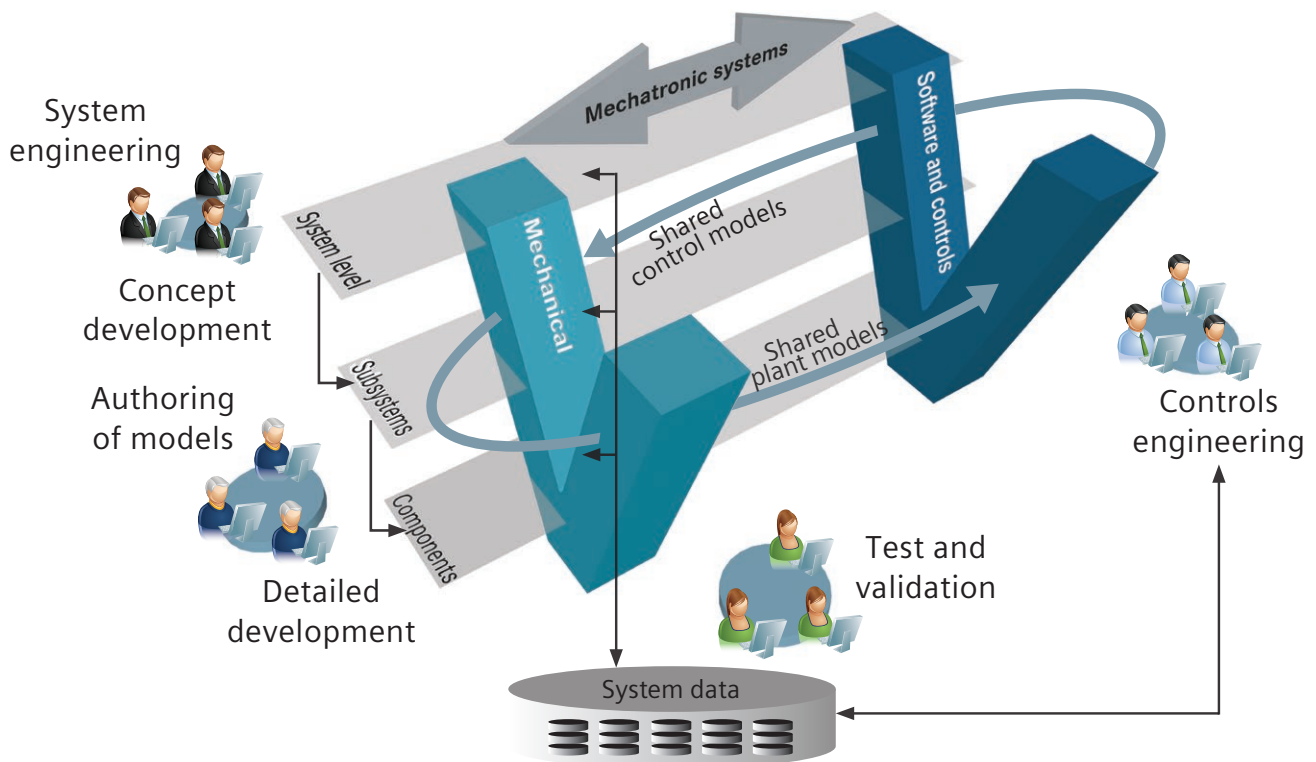 Mechatronic systems
System
engineering
Software and controls
System level
Mechanical
Shared
control models
Concept
development
Shared
plant models
Subsystems
Authoring
of models
Controls
engineering
Components
Test and
validation
Detailed
development
System data